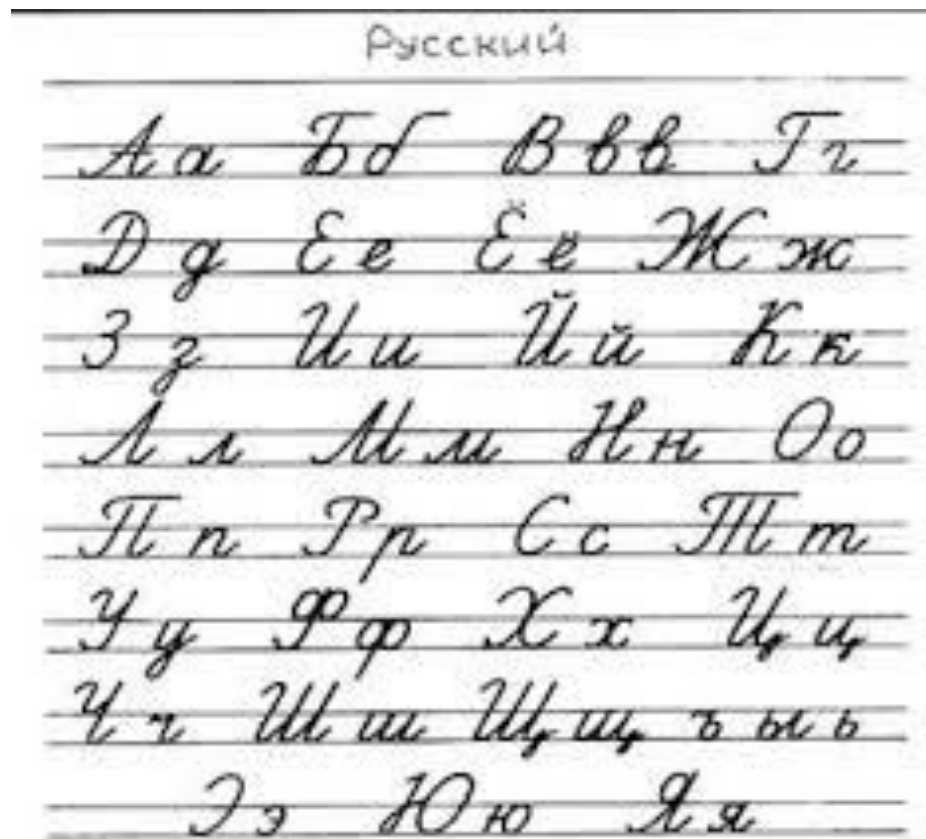 Русский
Аа Бб Ввв Гг
Дд Ее Ёё Жж
Зз Ии Йй Кк
Лл Мм Нн Оо
Пп Рр Сс Тт
Уу Фф Хх Цц
Чч Шш Щщ ъ ы ь
Ээ Юю Яя